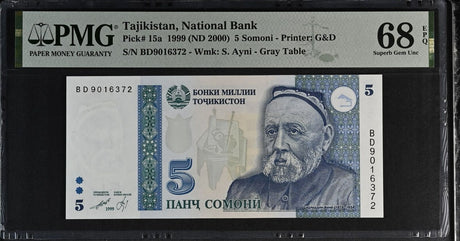 PMG
PAPER MONEY GUARANTY
Tajikistan, National Bank
Pick# 15a 1999 (ND 2000) 5 Somoni - Printer: G&D
S/N BD9016372 - Wmk: S. Ayni - Gray Table
68 EPQ
Superb Gem Unc
BD9016372
БОНКИ МИЛЛИИ
ТОҶИКИСТОН
5
5
ПАНҶ СОМОНӢ
1999
BD9016372